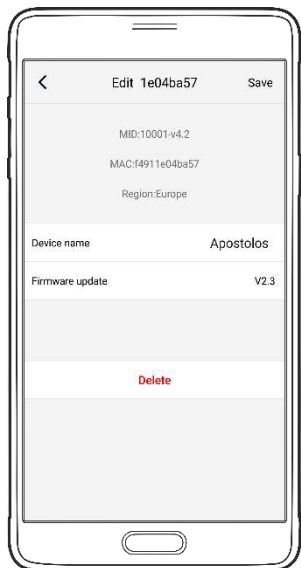 Edit 1e04ba57 Save
MID:10001-v4.2
MAC:f4911e04ba57
Region:Europe
Device name Apostolos
Firmware update V2.3
Delete